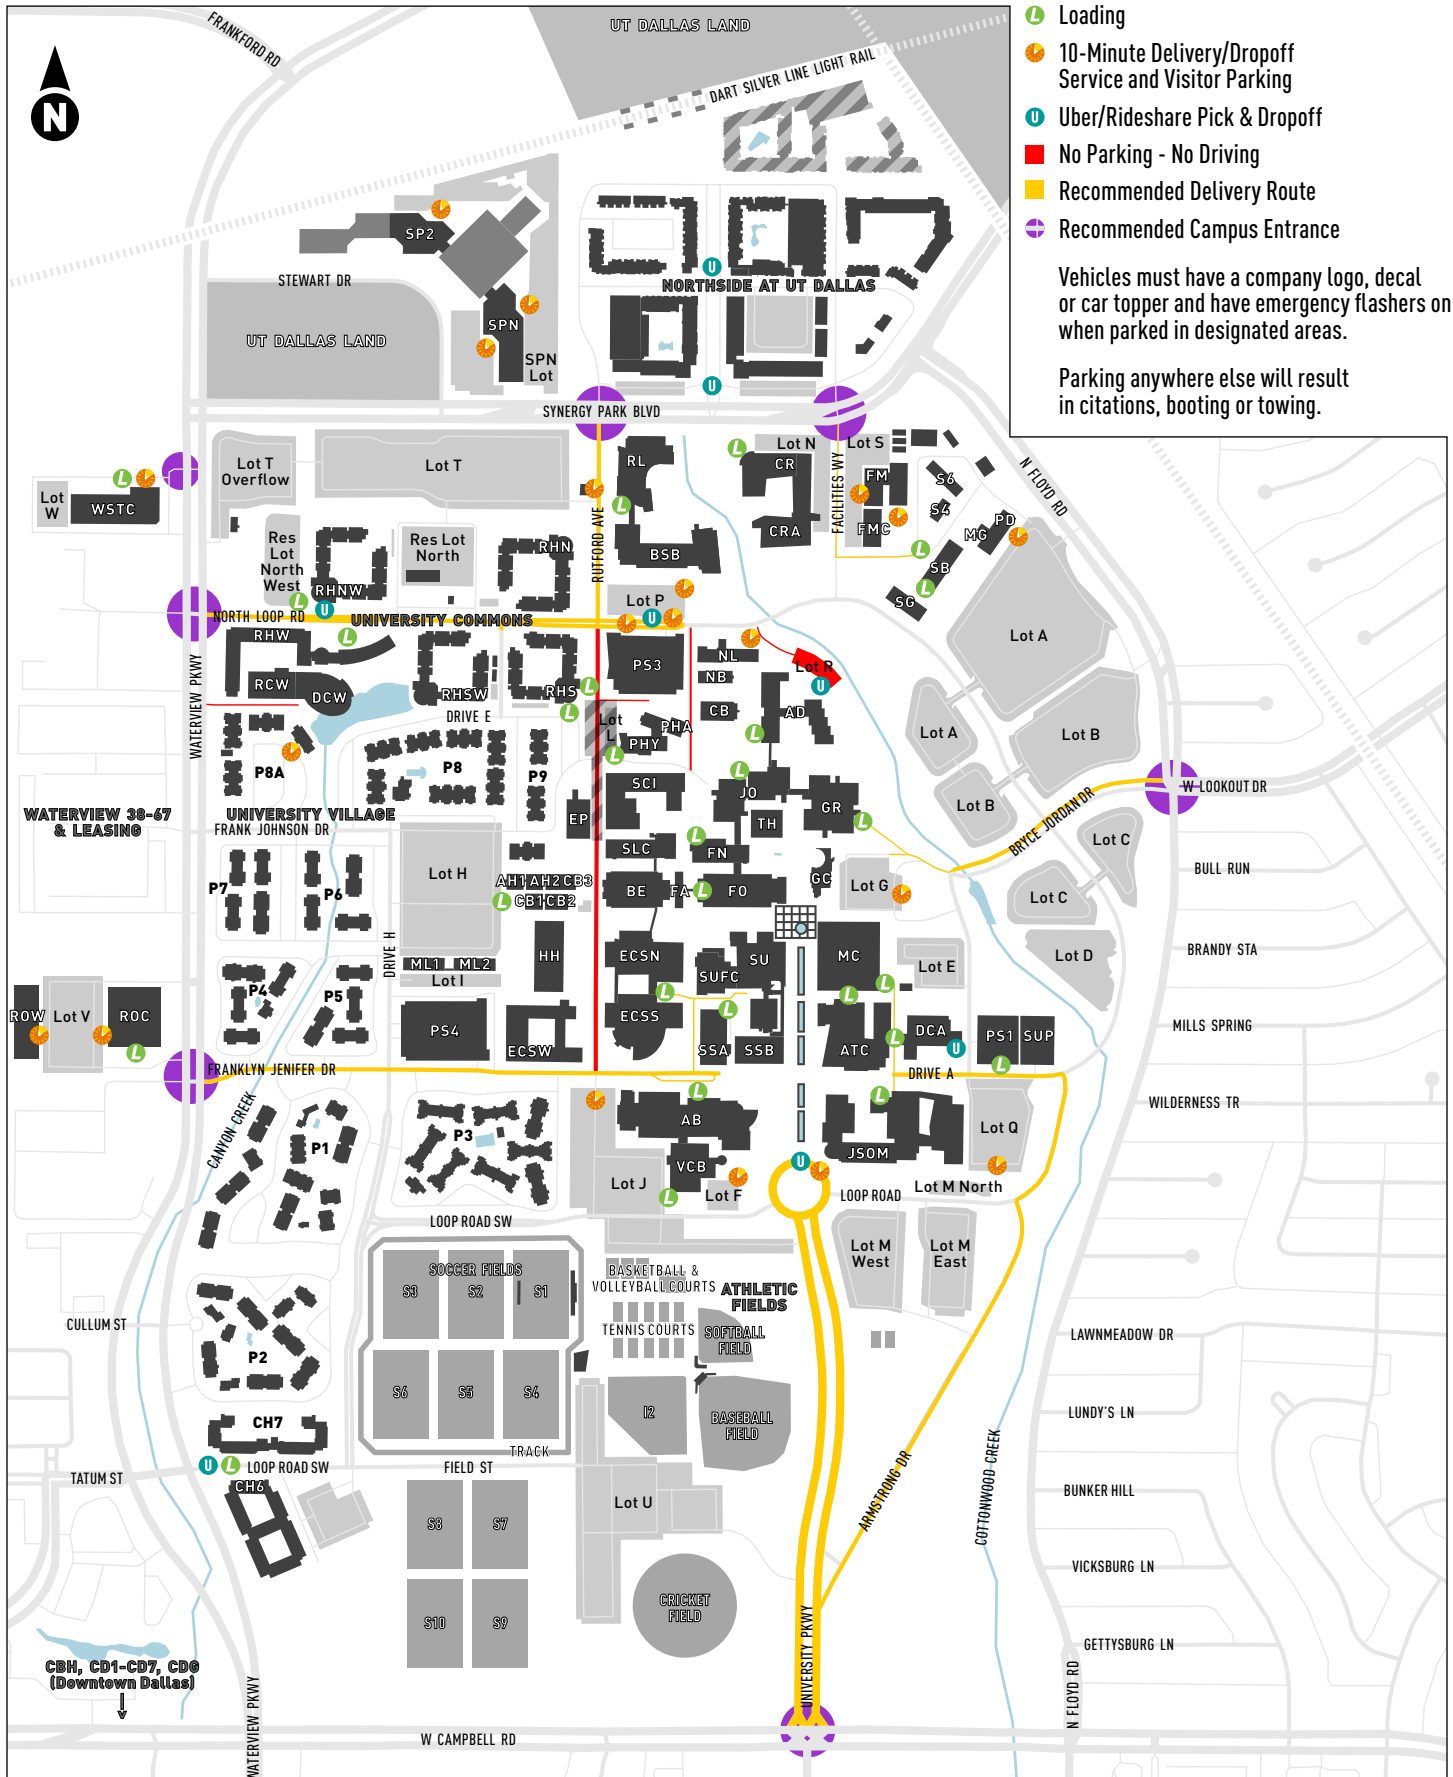 UT DALLAS LAND
FRANKFORD RD
DART SILVER LINE LIGHT RAIL
N
L Loading
10-Minute Delivery/Dropoff
Service and Visitor Parking
U Uber/Rideshare Pick & Dropoff
No Parking - No Driving
Recommended Delivery Route
Recommended Campus Entrance
Vehicles must have a company logo, decal
or car topper and have emergency flashers on
when parked in designated areas.
Parking anywhere else will result
in citations, booting or towing.
SP2
STEWART DR
U
NORTHSIDE AT UT DALLAS
SPN
UT DALLAS LAND
SPN
Lot
U
SYNERGY PARK BLVD
Lot T
Overflow
Lot T
RL
L
Lot N
Lot S
CR
FM
S6
N FLOYD RD
L
WSTC
Lot
W
L
RUTFORD AVE
FACILITIES WY
S4
CRA
FMC
MG
PD
Res
Lot
North
West
Res Lot
North
RHN
BSB
L
SB
L
SG
RHNW
L
U
Lot P
U
NORTH LOOP RD
UNIVERSITY COMMONS
RHW
L
Lot A
PS3
NL
NB
Lot R
U
WATERVIEW PKWY
RCW
DCW
RHSW
RHS
L
L
DRIVE E
Lot
L
PHA
PHY
L
CB
AD
L
Lot A
Lot B
P8A
P8
P9
SCI
JO
L
GR
L
Lot B
W LOOKOUT DR
BRYCE JORDAN DR
WATERVIEW 38-67
& LEASING
UNIVERSITY VILLAGE
FRANK JOHNSON DR
EP
TH
SLC
L
FN
Lot C
BULL RUN
P7
P6
Lot H
AH1 AH2 CB3
L
CB1 CB2
BE
FA
L
FO
GC
Lot G
Lot C
DRIVE H
HH
ECSN
SUFC
SU
MC
Lot E
Lot D
BRANDY STA
ML1 ML2
Lot I
P4
P5
L
L
L
L
ROW
Lot V
ROC
L
PS4
ECSW
ECSS
SSA
SSB
ATC
L
DCA
U
PS1
SUP
L
MILLS SPRING
FRANKLYN JENIFER DR
DRIVE A
CANYON CREEK
P1
P3
L
AB
L
JSOM
Lot Q
WILDERNESS TR
VCB
L
Lot F
U
Lot J
LOOP ROAD
Lot M North
LOOP ROAD SW
Lot M
West
Lot M
East
SOCCER FIELDS
S3
S2
S1
BASKETBALL &
VOLLEYBALL COURTS
ATHLETIC
FIELDS
TENNIS COURTS
SOFTBALL
FIELD
CULLUM ST
P2
LAWNMEADOW DR
S6
S5
S4
I2
BASEBALL
FIELD
LUNDY'S LN
CH7
TRACK
U
L
LOOP ROAD SW
FIELD ST
TATUM ST
CH6
ARMSTRONG DR
COTTONWOOD CREEK
BUNKER HILL
Lot U
S8
S7
VICKSBURG LN
S10
S9
CRICKET
FIELD
UNIVERSITY PKWY
GETTYSBURG LN
CBH, CD1-CD7, CDG
(Downtown Dallas)
WATERVIEW PKWY
N FLOYD RD
W CAMPBELL RD